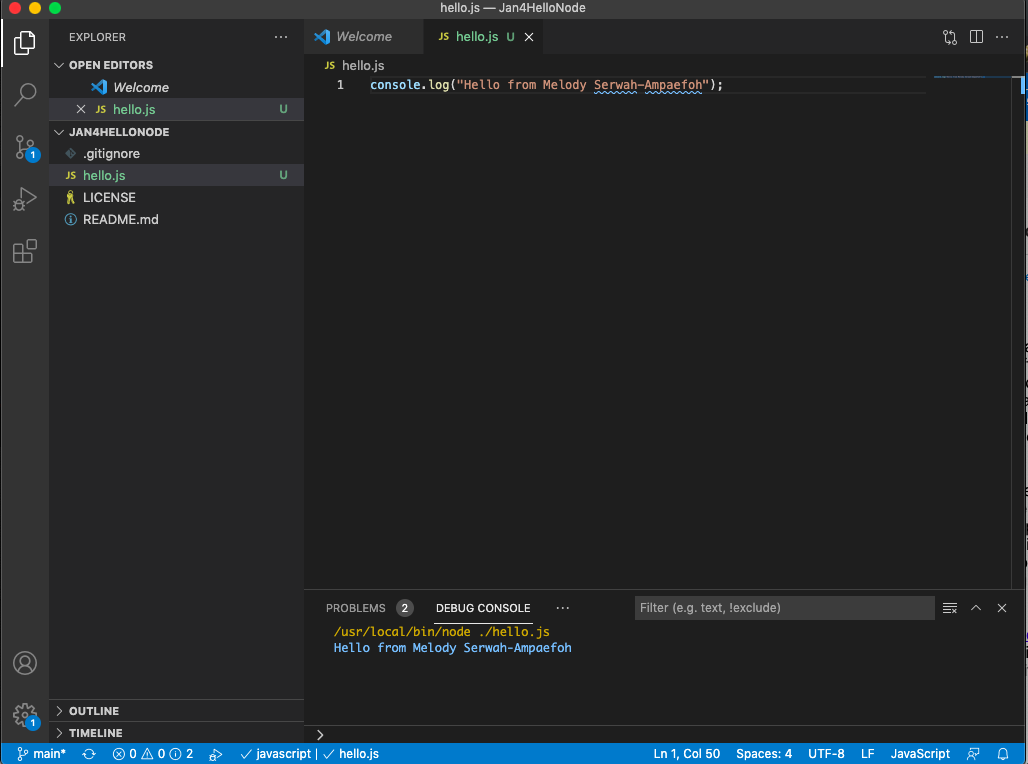 hello.js — Jan4HelloNode
EXPLORER
OPEN EDITORS
Welcome
JS hello.js U
JAN4HELLONODE
.gitignore
JS hello.js U
LICENSE
README.md
OUTLINE
TIMELINE
Welcome JS hello.js U
JS hello.js
1 console.log("Hello from Melody Serwah-Ampaefoh");
PROBLEMS 2 DEBUG CONSOLE Filter (e.g. text, !exclude)
/usr/local/bin/node ./hello.js
Hello from Melody Serwah-Ampaefoh
1
1
main* 0 0 2 javascript | hello.js Ln 1, Col 50 Spaces: 4 UTF-8 LF JavaScript